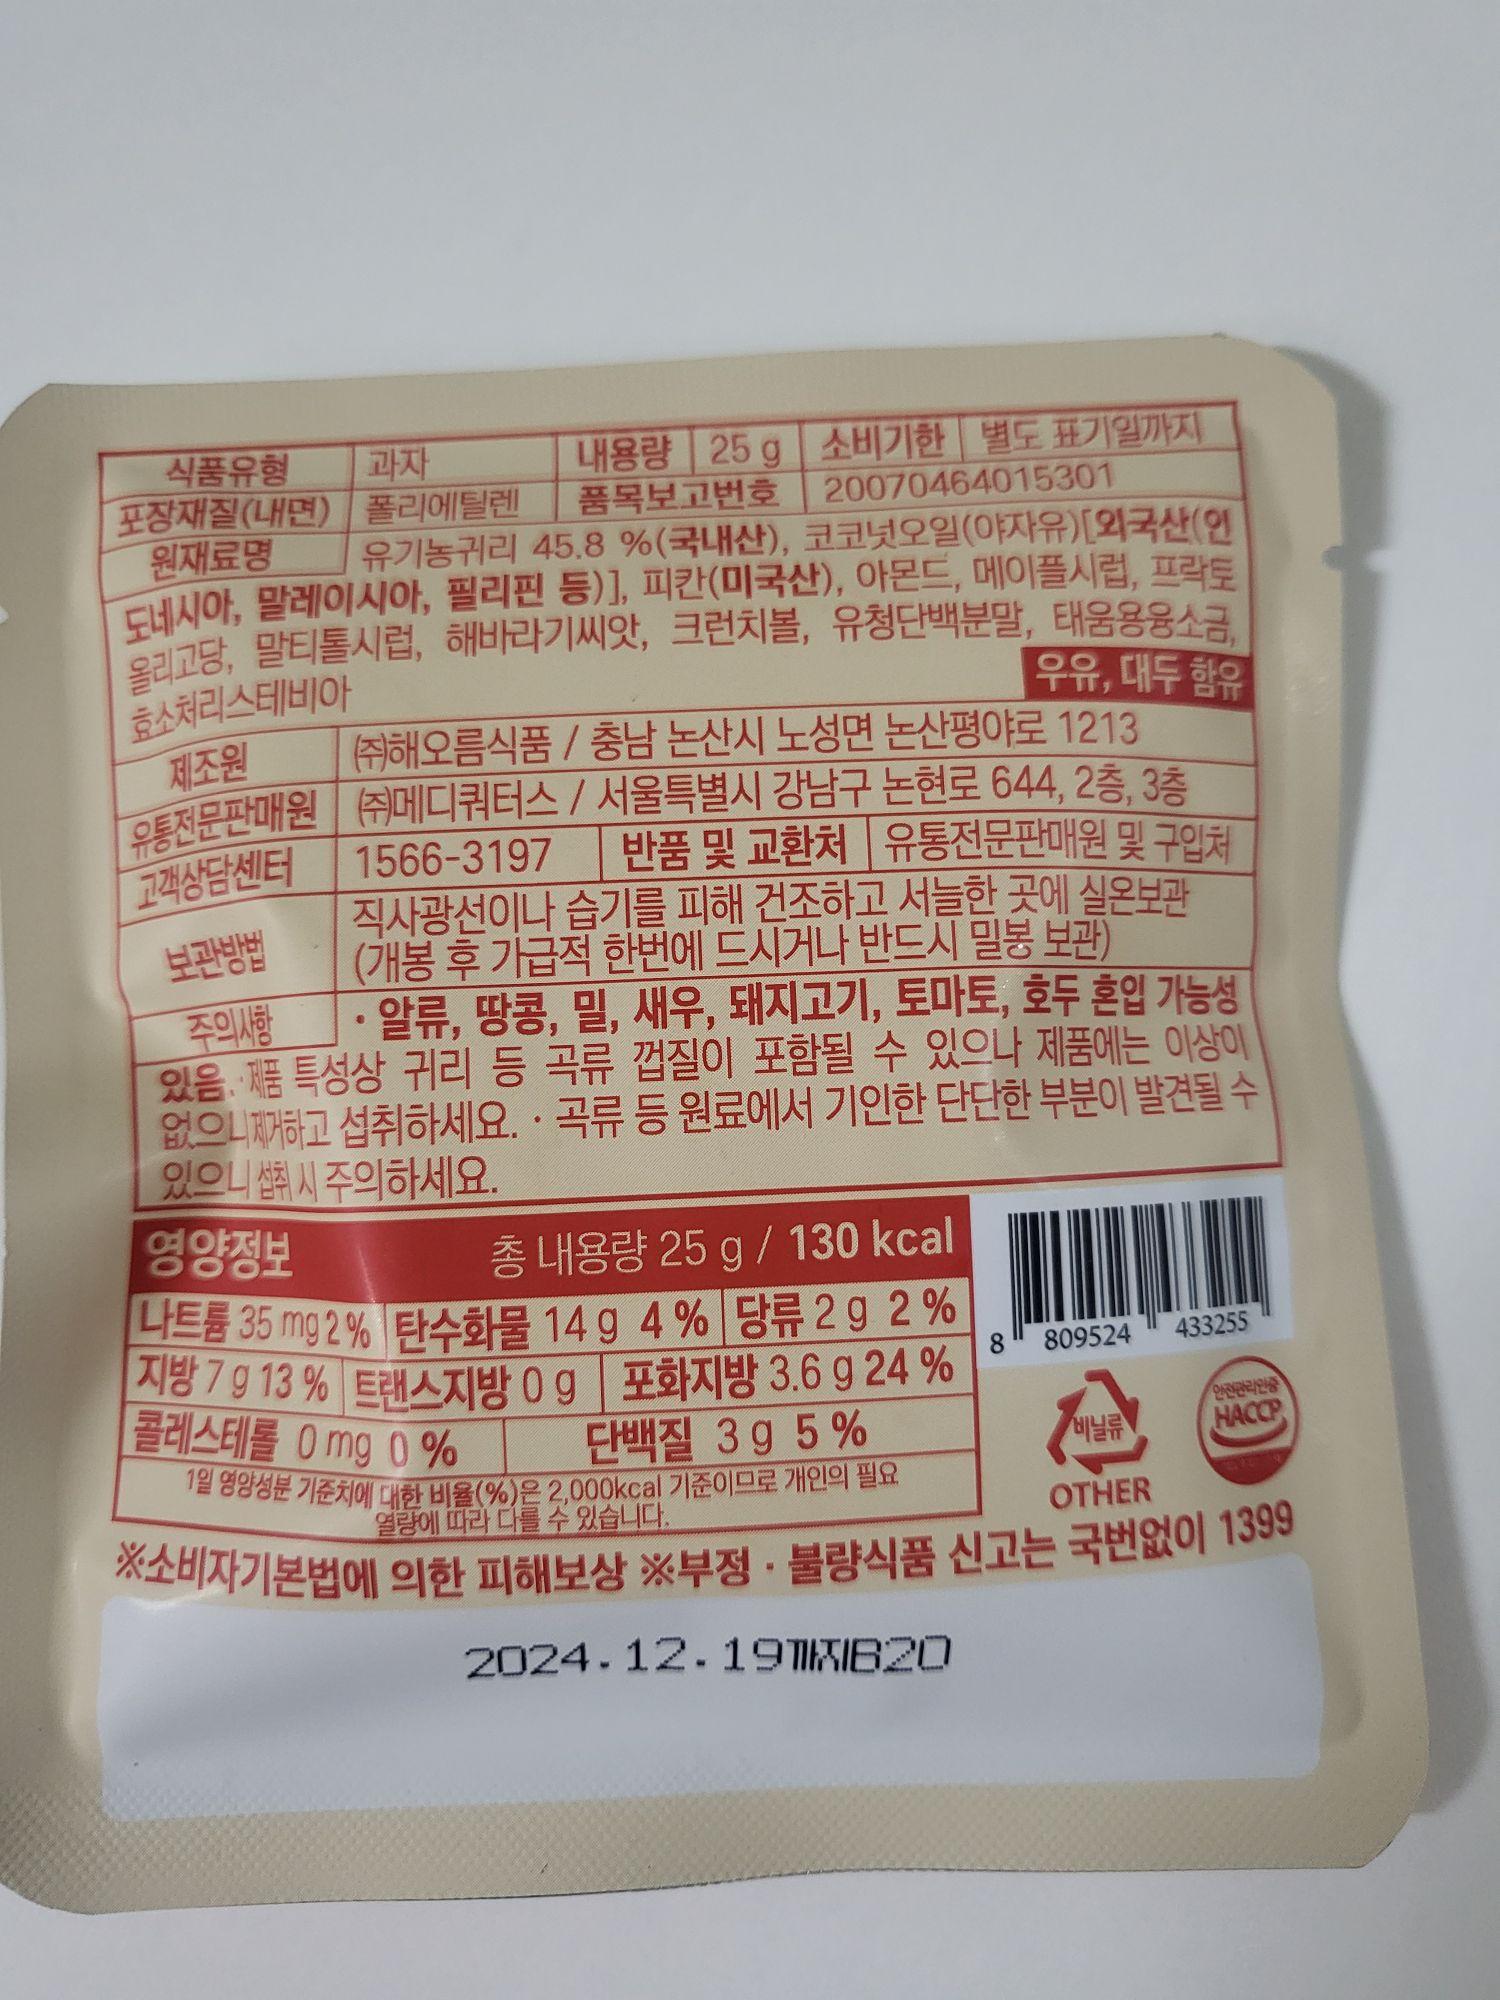 식품유형 과자 내용량 25 g 소비기한 별도 표기일까지
포장재질(내면) 폴리에틸렌 품목보고번호 20070464015301
원재료명 유기농귀리 45.8 %(국내산), 코코넛오일(야자유)[외국산(인
도네시아, 말레이시아, 필리핀 등)], 피칸(미국산), 아몬드, 메이플시럽, 프락토
올리고당, 말티톨시럽, 해바라기씨앗, 크런치볼, 유청단백분말, 태움용융소금,
효소처리스테비아
우유, 대두 함유
제조원 ㈜해오름식품 / 충남 논산시 노성면 논산평야로 1213
유통전문판매원 ㈜메디쿼터스 / 서울특별시 강남구 논현로 644, 2층, 3층
고객상담센터 1566-3197 반품 및 교환처 유통전문판매원 및 구입처
보관방법 직사광선이나 습기를 피해 건조하고 서늘한 곳에 실온보관
(개봉 후 가급적 한번에 드시거나 반드시 밀봉 보관)
주의사항 · 알류, 땅콩, 밀, 새우, 돼지고기, 토마토, 호두 혼입 가능성
있음. · 제품 특성상 귀리 등 곡류 껍질이 포함될 수 있으나 제품에는 이상이
없으니 제거하고 섭취하세요. · 곡류 등 원료에서 기인한 단단한 부분이 발견될 수
있으니 섭취 시 주의하세요.
영양정보 총 내용량 25 g / 130 kcal
나트륨 35 mg 2 % 탄수화물 14 g 4 % 당류 2 g 2 %
지방 7 g 13 % 트랜스지방 0 g 포화지방 3.6 g 24 %
콜레스테롤 0 mg 0 % 단백질 3 g 5 %
1일 영양성분 기준치에 대한 비율(%)은 2,000kcal 기준이므로 개인의 필요
열량에 따라 다를 수 있습니다.
8 809524 433255
비닐류
OTHER
안전관리인증
HACCP
※소비자기본법에 의한 피해보상 ※부정 · 불량식품 신고는 국번없이 1399
2024.12.19까지B20